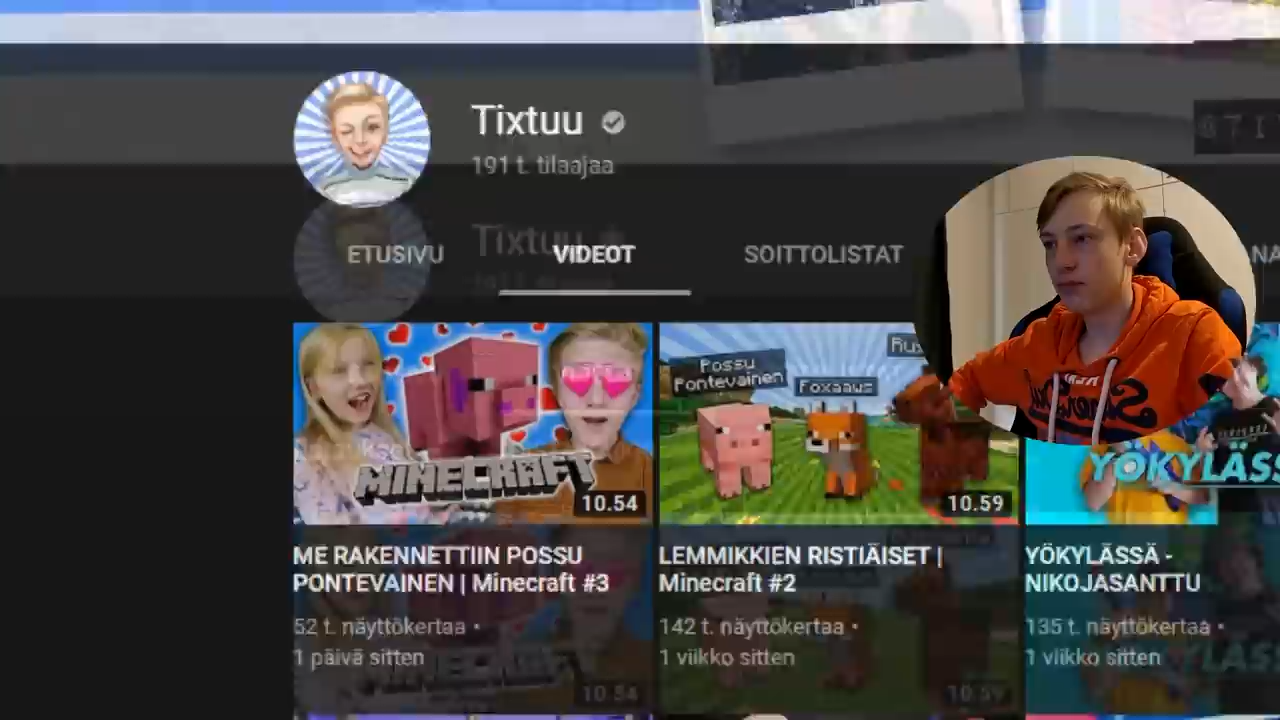 Tixtuu
191 t. tilaajaa
ETUSIVU
VIDEOT
SOITTOLISTAT
Possu
Pontevainen
Foxaaus
MINECRAFT
10.54
10.59
YÖKYLÄSS
ME RAKENNETTIIN POSSU
PONTEVAINEN | Minecraft #3
LEMMIKKIEN RISTIÄISET |
Minecraft #2
YÖKYLÄSSÄ -
NIKOJASANTTU
52 t. näyttökertaa •
1 päivä sitten
142 t. näyttökertaa •
1 viikko sitten
135 t. näyttökertaa •
1 viikko sitten